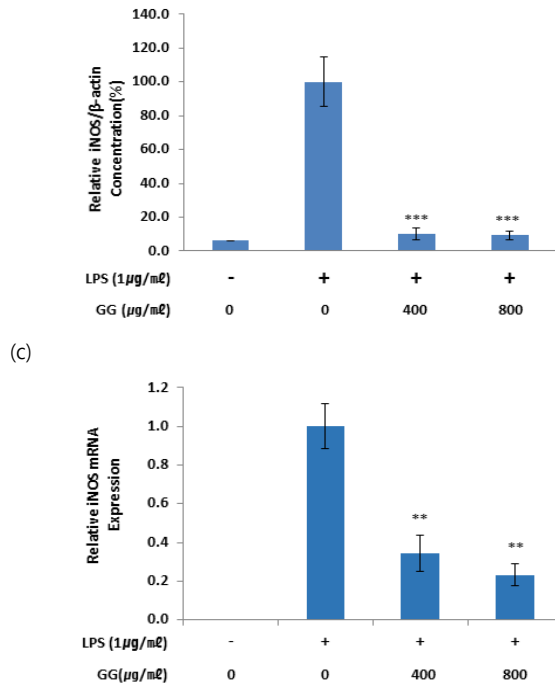 140.0
120.0
100.0
80.0
60.0
40.0
20.0
0.0
Relative iNOS/β-actin
Concentration(%)
*** ***
LPS (1㎍/㎖) - + + +
GG (㎍/㎖) 0 0 400 800
(c)
1.2
1.0
0.8
0.6
0.4
0.2
0.0
Relative iNOS mRNA
Expression
** **
LPS (1㎍/㎖) - + + +
GG(㎍/㎖) 0 0 400 800